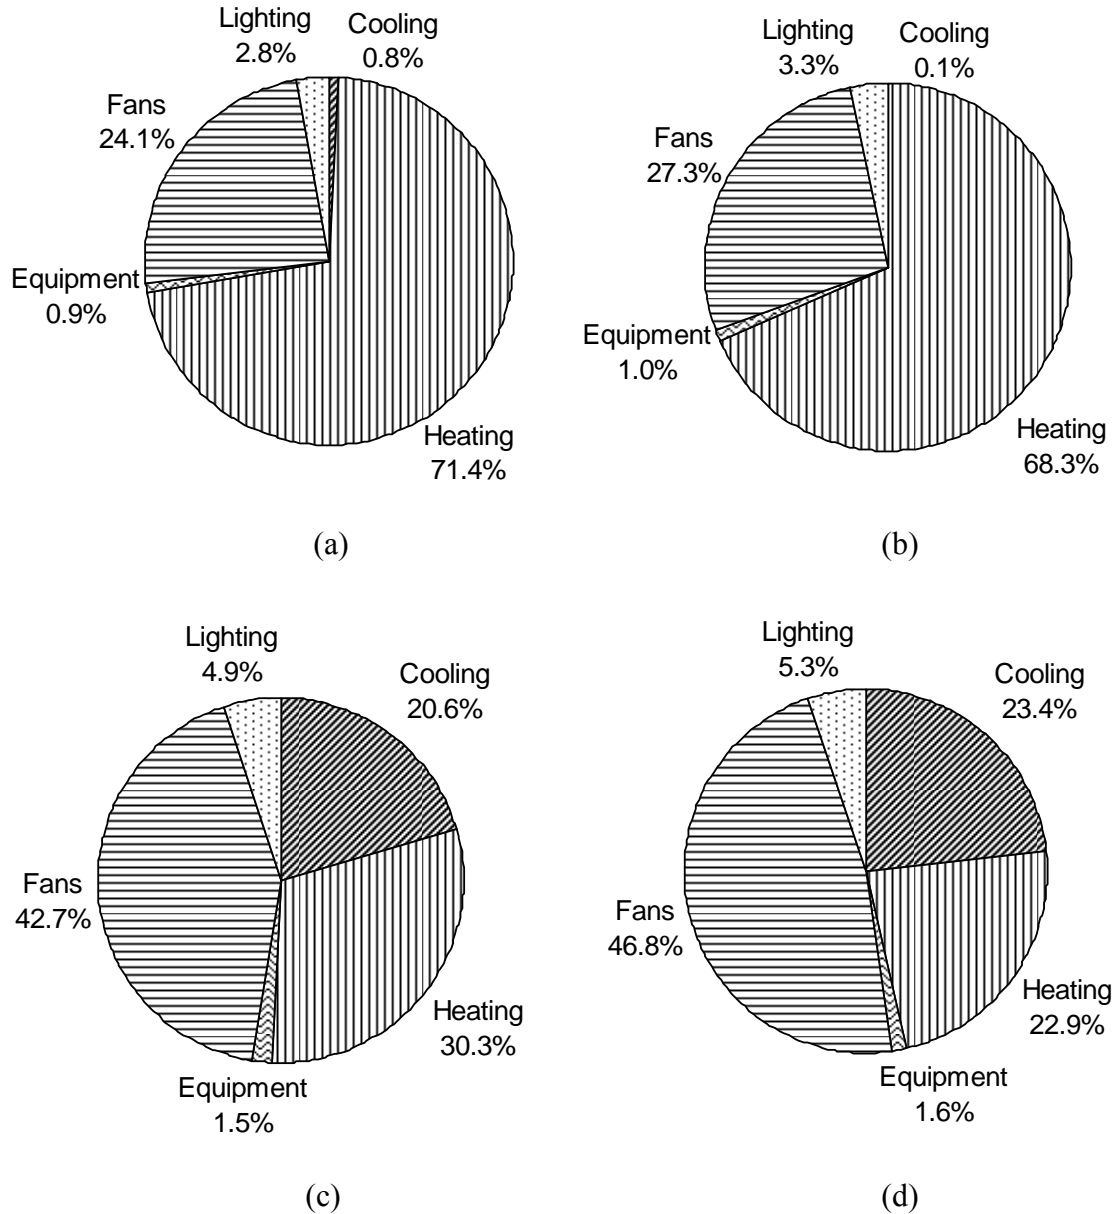 Lighting
2.8%
Cooling
0.8%
Fans
24.1%
Equipment
0.9%
Heating
71.4%
(a)
Lighting
3.3%
Cooling
0.1%
Fans
27.3%
Equipment
1.0%
Heating
68.3%
(b)
Lighting
4.9%
Cooling
20.6%
Fans
42.7%
Heating
30.3%
Equipment
1.5%
(c)
Lighting
5.3%
Cooling
23.4%
Fans
46.8%
Heating
22.9%
Equipment
1.6%
(d)